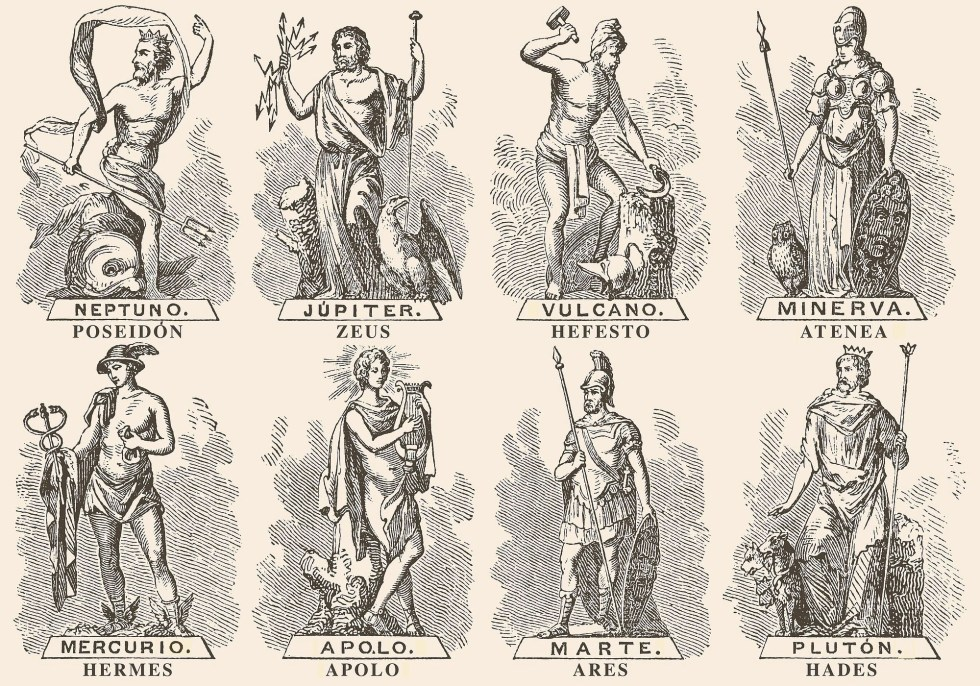 NEPTUNO.
POSEIDÓN
JÚPITER.
ZEUS
VULCANO.
HEFESTO
MINERVA.
ATENEA
MERCURIO.
HERMES
APOLO.
APOLO
MARTE.
ARES
PLUTÓN.
HADES